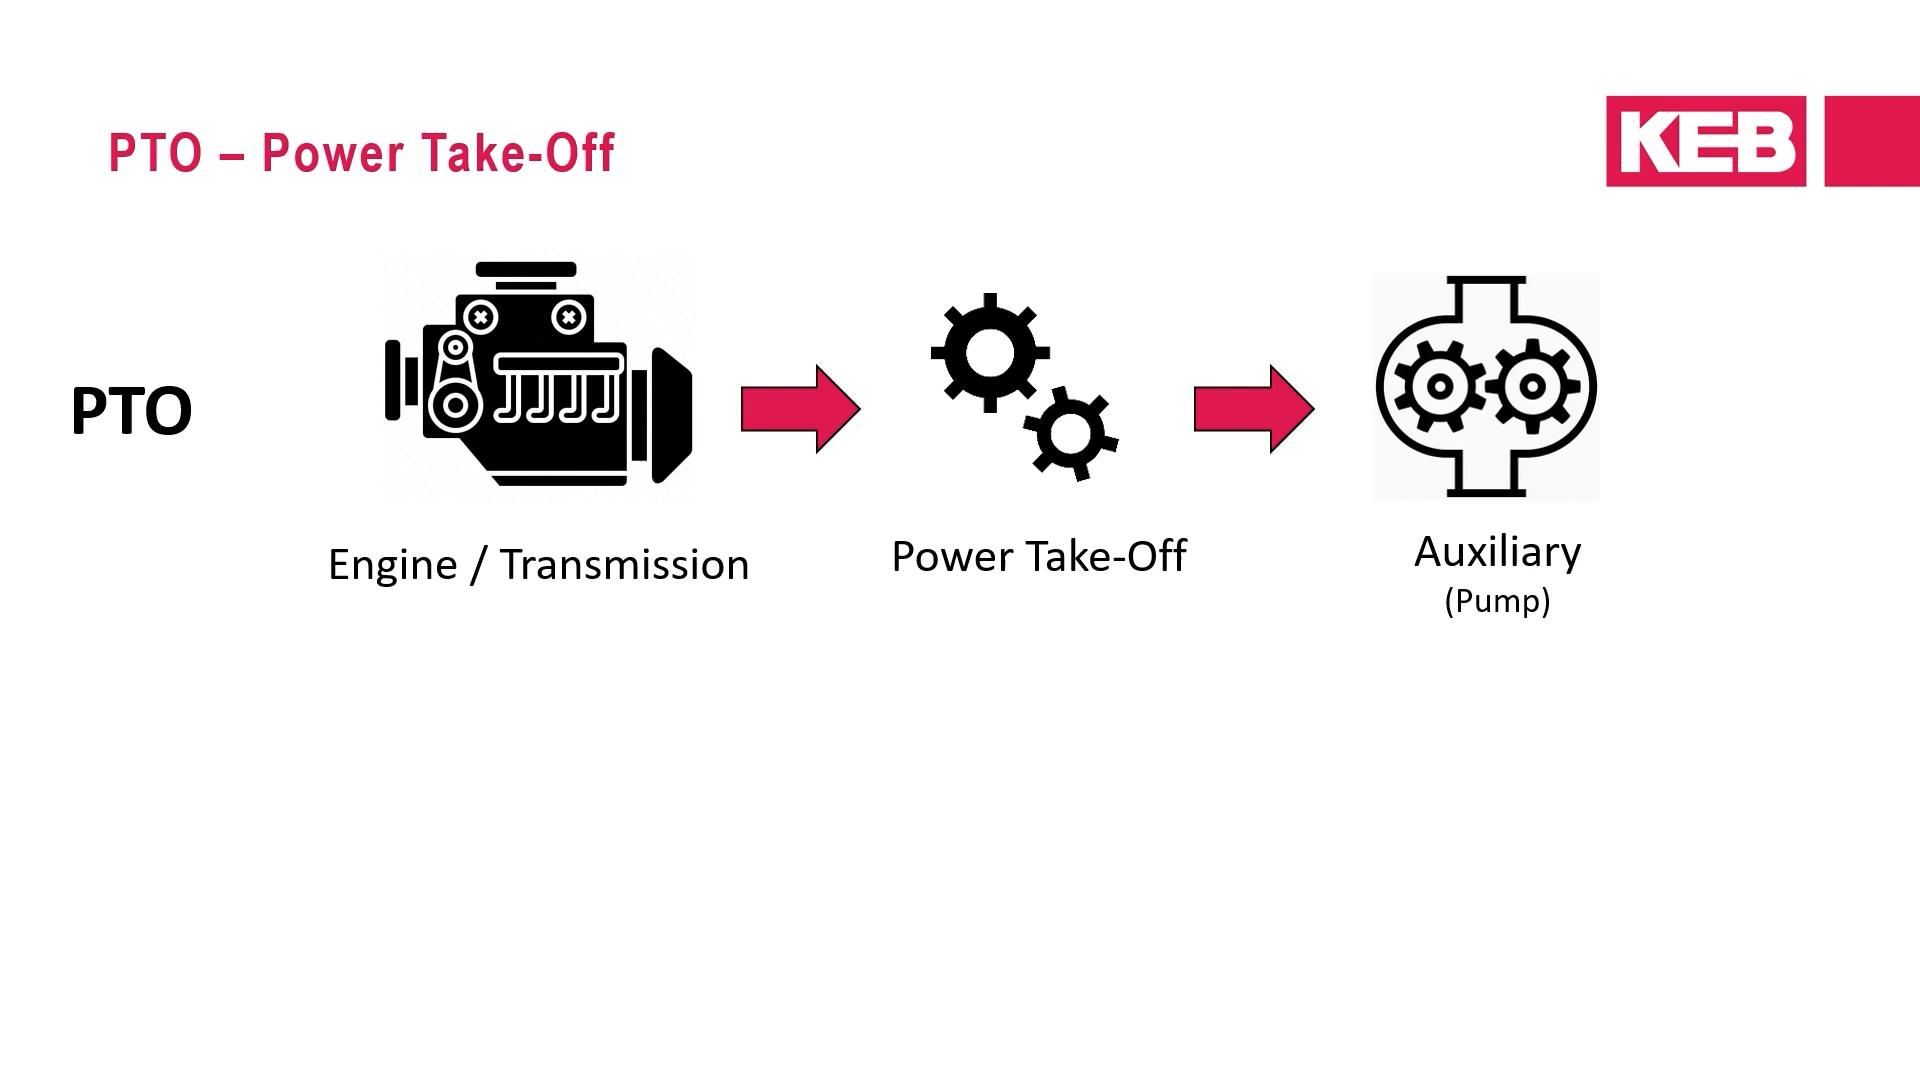 PTO – Power Take-Off
KEB
PTO
Engine / Transmission
Power Take-Off
Auxiliary
(Pump)